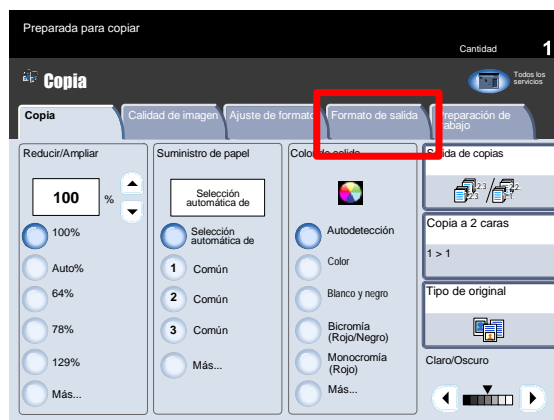 Preparada para copiar
Cantidad
1
Copia
Todos los
servicios
Copia
Calidad de imagen
Ajuste de formato
Formato de salida
Preparación de
trabajo
Reducir/Ampliar
100
%
100%
Auto%
64%
78%
129%
Más...
Suministro de papel
Selección
automática de
Selección
automática de
1 Común
2 Común
3 Común
Más...
Color de salida
Autodetección
Color
Blanco y negro
Bicromía
(Rojo/Negro)
Monocromía
(Rojo)
Más...
Salida de copias
Copia a 2 caras
1 > 1
Tipo de original
Claro/Oscuro